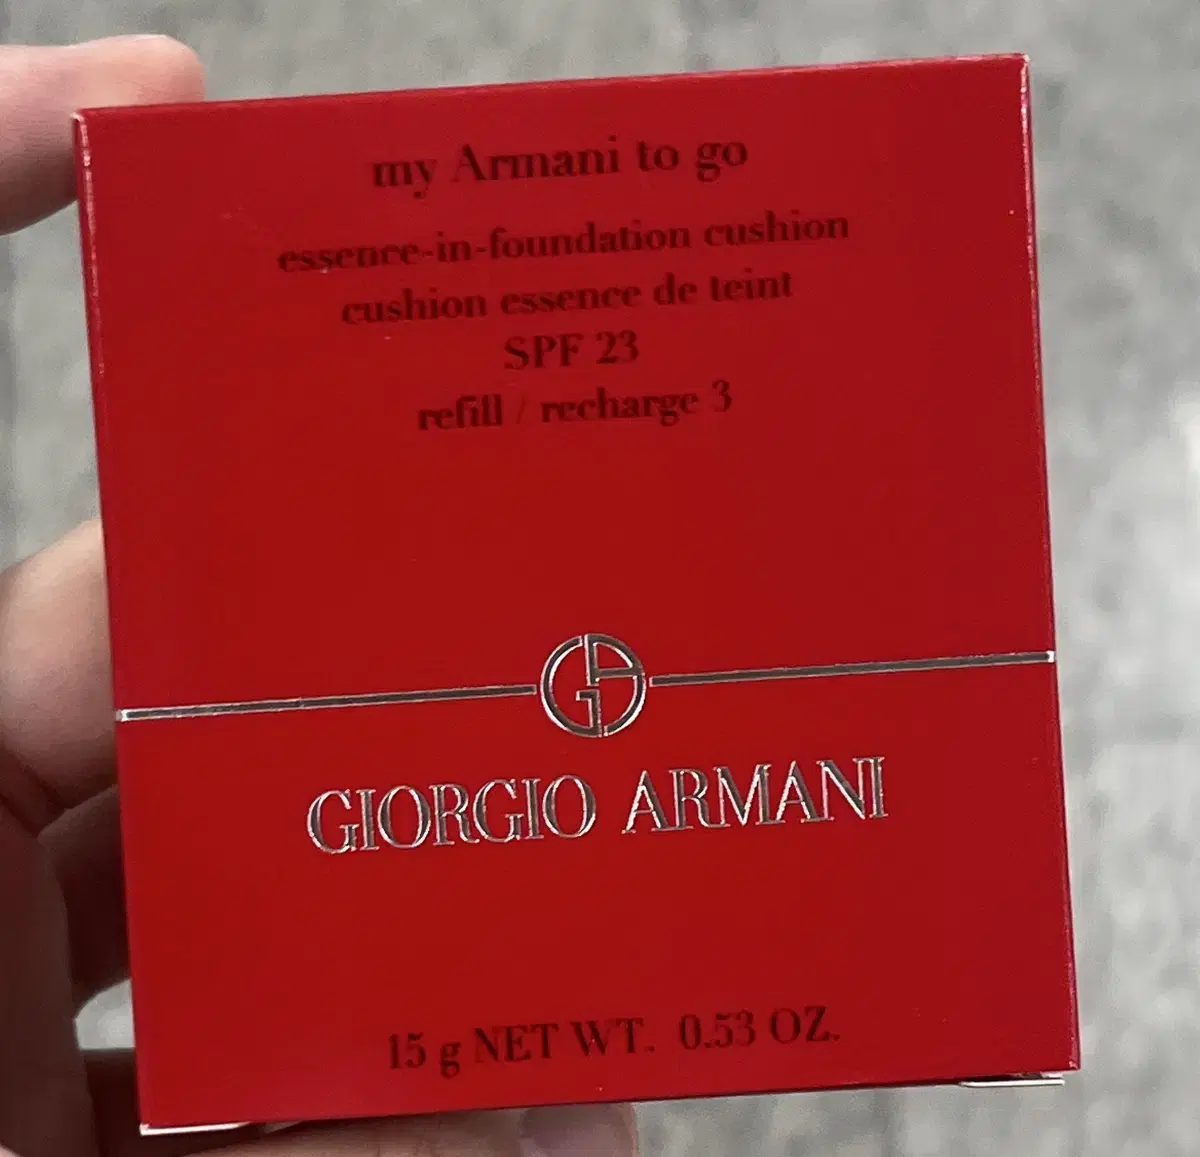 my Armani to go
essence-in-foundation cushion
cushion essence de teint
SPF 23
refill / recharge 3
GA
GIORGIO ARMANI
15 g NET WT. 0.53 OZ.